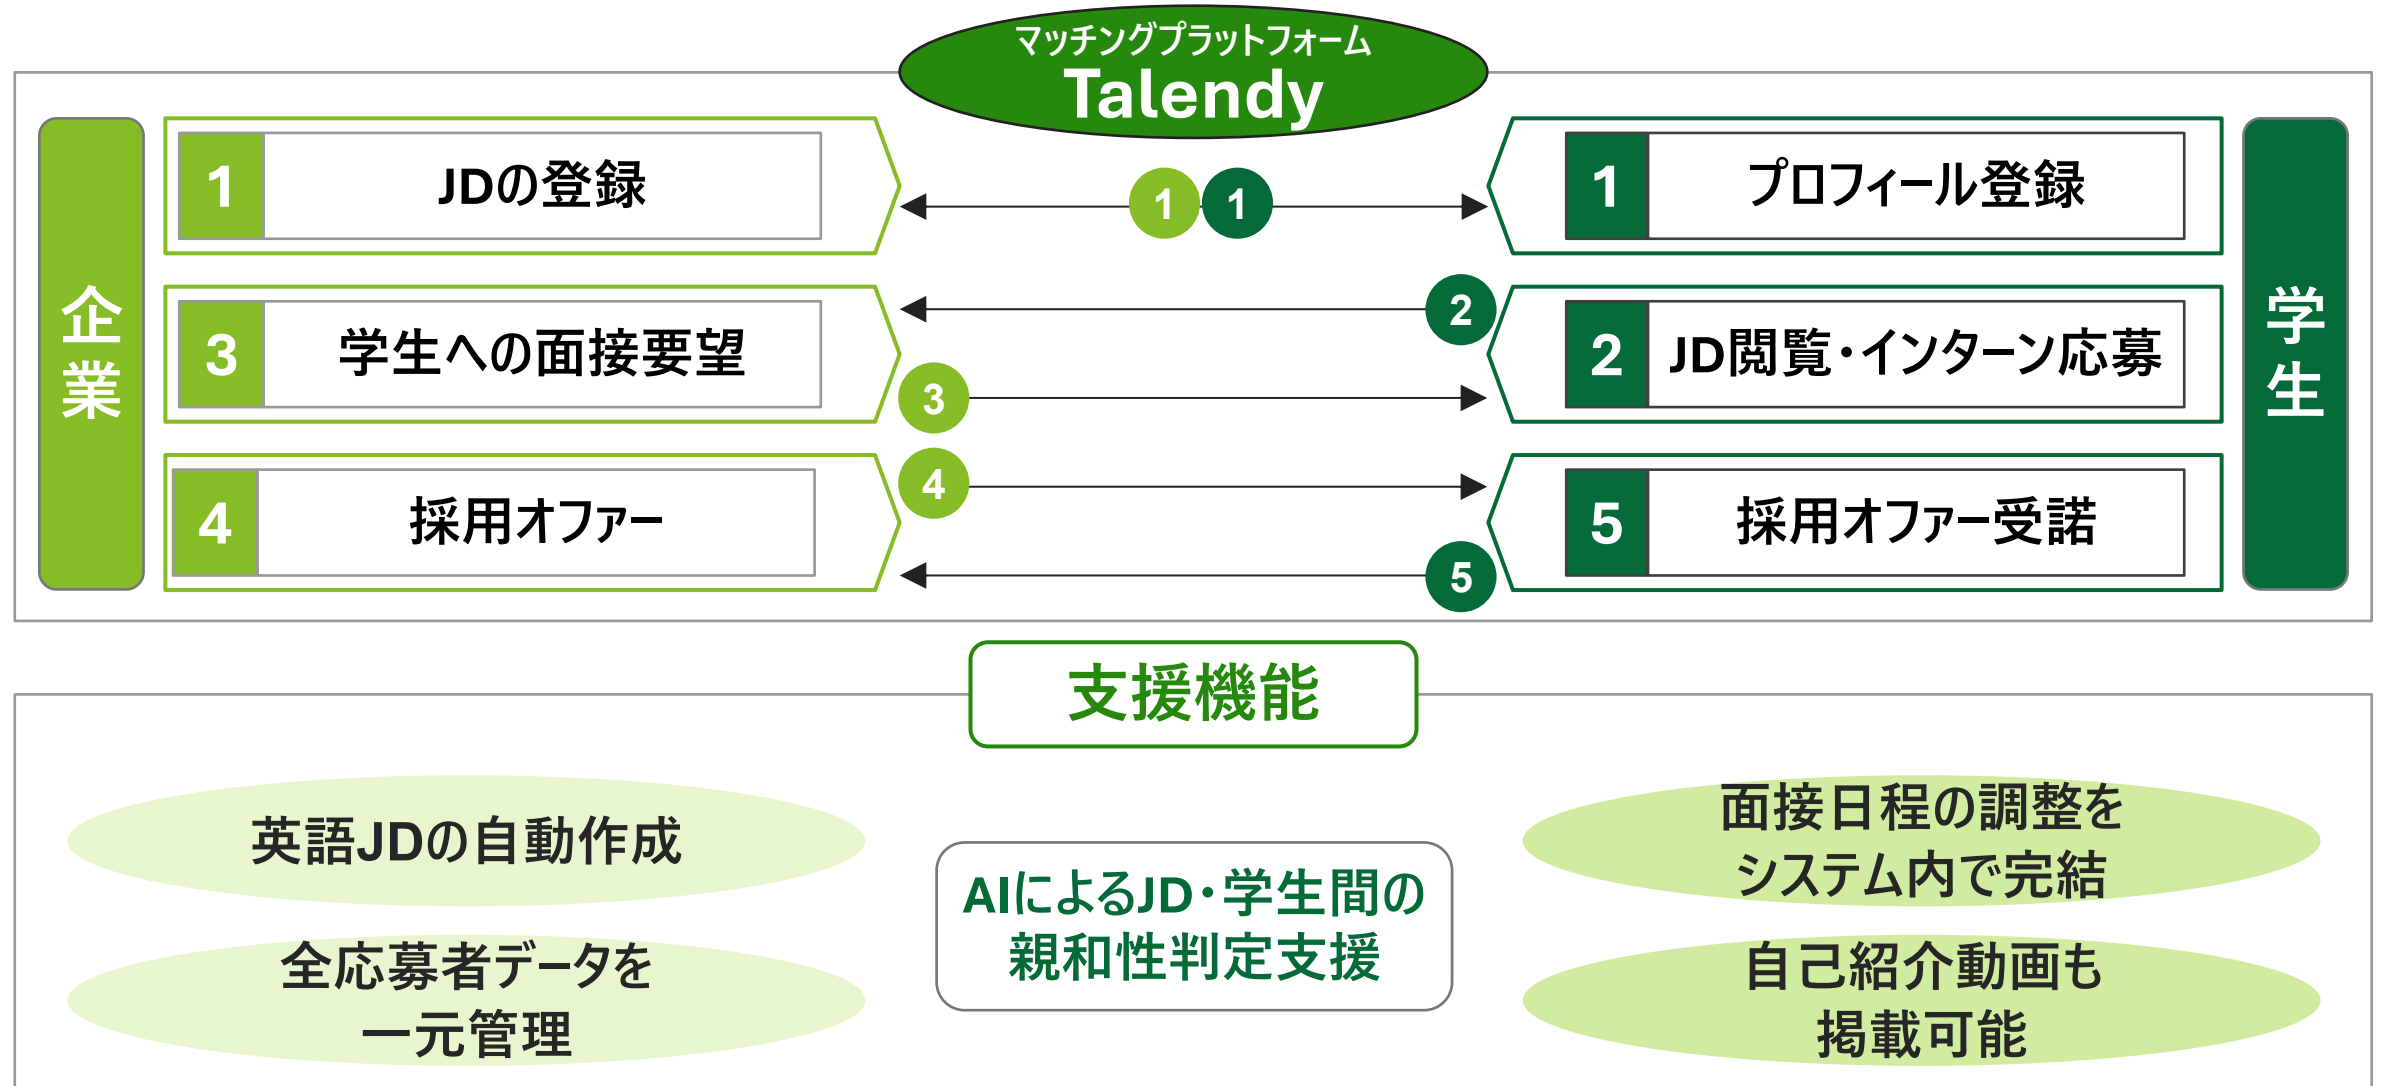 マッチングプラットフォーム
Talendy
企業
1 JDの登録
1 1
1 プロフィール登録
学生
2
3 学生への面接要望
3
2 JD閲覧・インターン応募
4
4 採用オファー
5 採用オファー受諾
5
支援機能
英語JDの自動作成
面接日程の調整を
システム内で完結
AIによるJD・学生間の
親和性判定支援
全応募者データを
一元管理
自己紹介動画も
掲載可能